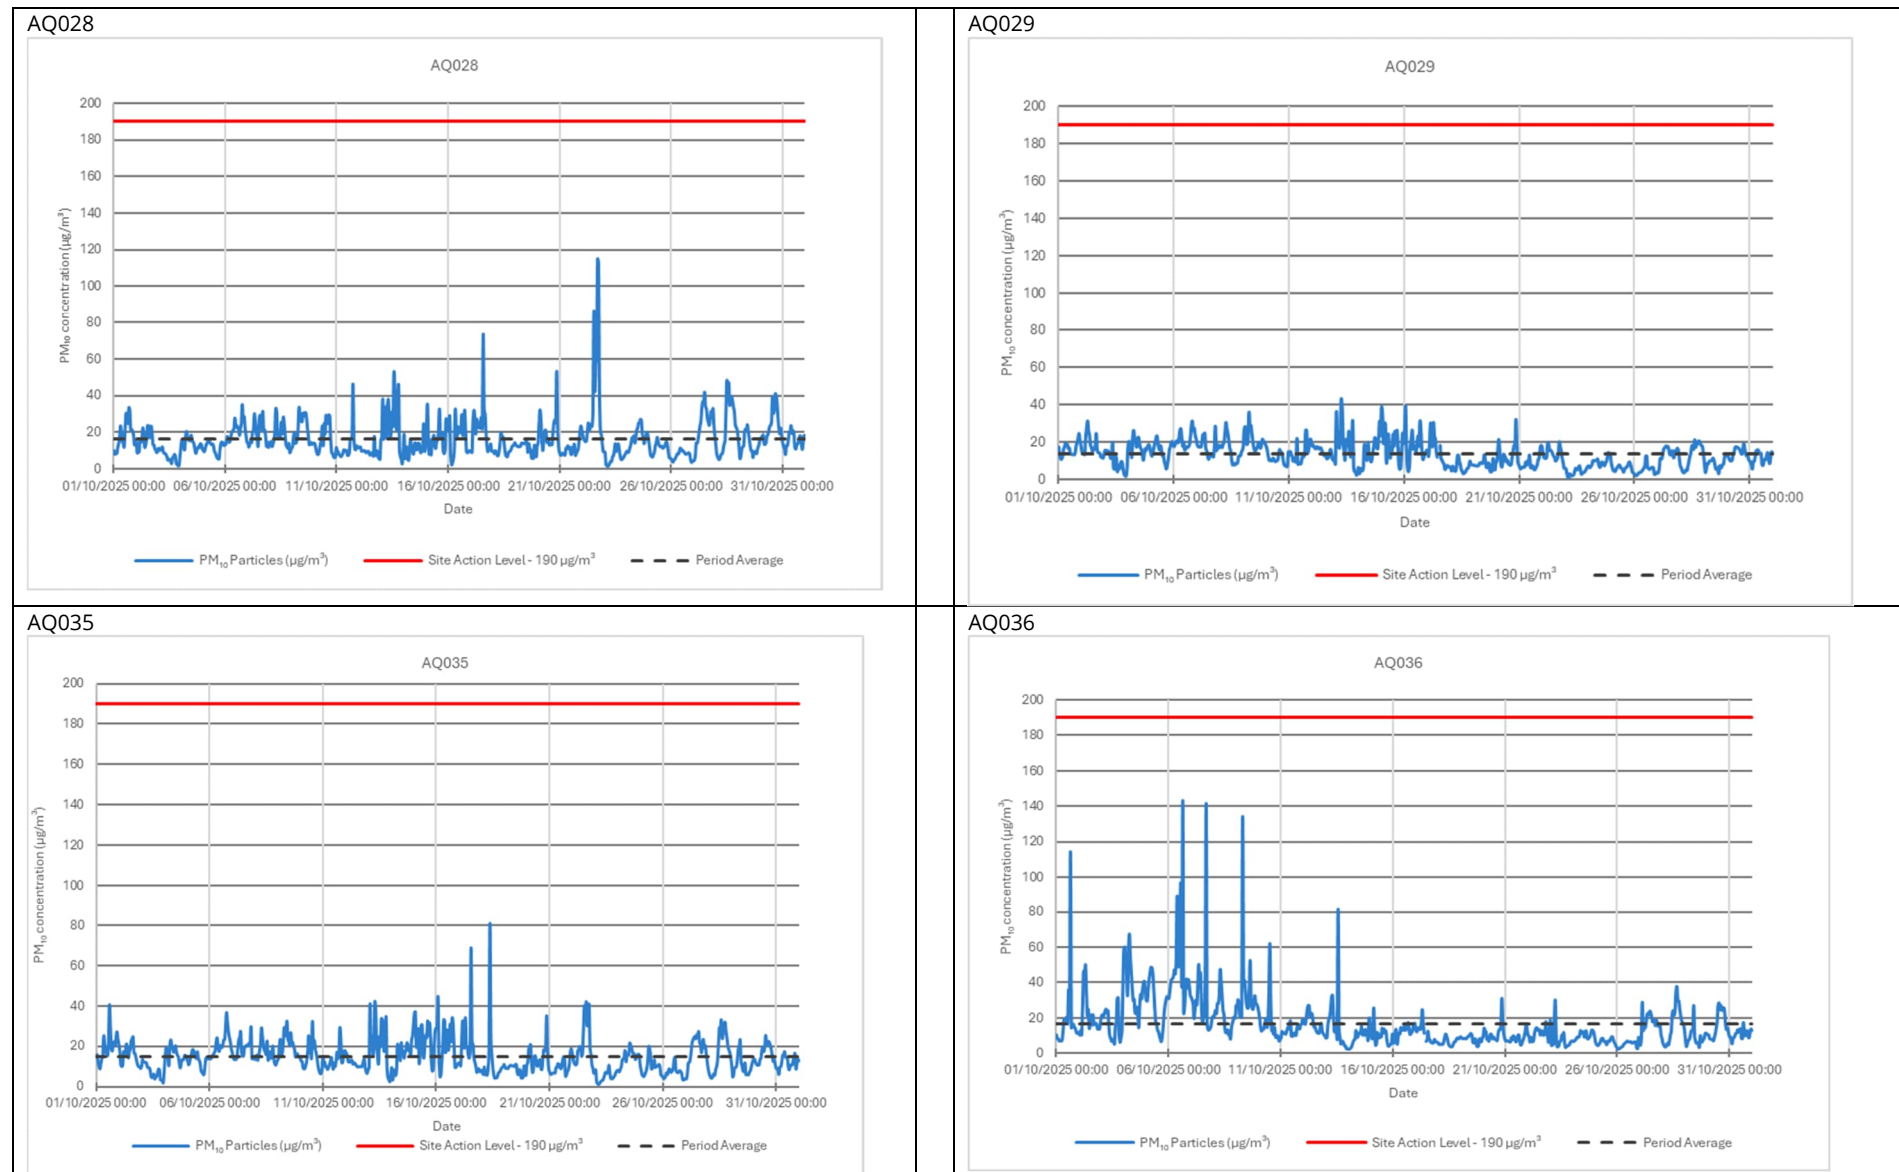 AQ028
AQ028
200
180
160
140
120
100
80
60
40
20
0
PM₁₀ concentration (µg/m³)
01/10/2025 00:00 06/10/2025 00:00 11/10/2025 00:00 16/10/2025 00:00 21/10/2025 00:00 26/10/2025 00:00 31/10/2025 00:00
Date
PM₁₀ Particles (µg/m³) Site Action Level - 190 µg/m³ Period Average
AQ029
AQ029
200
180
160
140
120
100
80
60
40
20
0
PM₁₀ concentration (µg/m³)
01/10/2025 00:00 06/10/2025 00:00 11/10/2025 00:00 16/10/2025 00:00 21/10/2025 00:00 26/10/2025 00:00 31/10/2025 00:00
Date
PM₁₀ Particles (µg/m³) Site Action Level - 190 µg/m³ Period Average
AQ035
AQ035
200
180
160
140
120
100
80
60
40
20
0
PM₁₀ concentration (µg/m³)
01/10/2025 00:00 06/10/2025 00:00 11/10/2025 00:00 16/10/2025 00:00 21/10/2025 00:00 26/10/2025 00:00 31/10/2025 00:00
Date
PM₁₀ Particles (µg/m³) Site Action Level - 190 µg/m³ Period Average
AQ036
AQ036
200
180
160
140
120
100
80
60
40
20
0
PM₁₀ concentration (µg/m³)
01/10/2025 00:00 06/10/2025 00:00 11/10/2025 00:00 16/10/2025 00:00 21/10/2025 00:00 26/10/2025 00:00 31/10/2025 00:00
Date
PM₁₀ Particles (µg/m³) Site Action Level - 190 µg/m³ Period Average